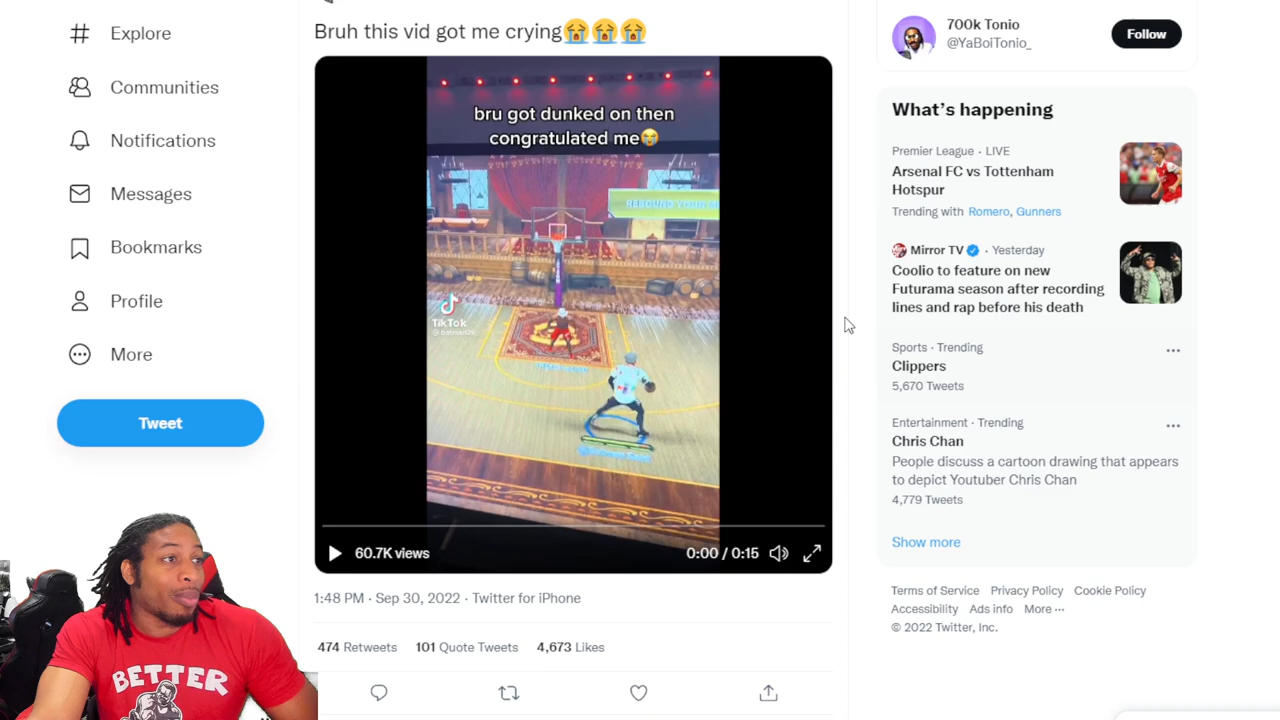 Explore
Communities
Notifications
Messages
Bookmarks
Profile
More
Tweet
Bruh this vid got me crying😭😭😭
bru got dunked on then
congratulated me😭
TikTok
60.7K views
0:00 / 0:15
1:48 PM · Sep 30, 2022 · Twitter for iPhone
474 Retweets 101 Quote Tweets 4,673 Likes
700k Tonio
@YaBoiTonio_
Follow
What's happening
Premier League · LIVE
Arsenal FC vs Tottenham
Hotspur
Trending with Romero, Gunners
Mirror TV · Yesterday
Coolio to feature on new
Futurama season after recording
lines and rap before his death
Sports · Trending
Clippers
5,670 Tweets
Entertainment · Trending
Chris Chan
People discuss a cartoon drawing that appears
to depict Youtuber Chris Chan
4,779 Tweets
Show more
Terms of Service Privacy Policy Cookie Policy
Accessibility Ads info More ···
© 2022 Twitter, Inc.
BETTER